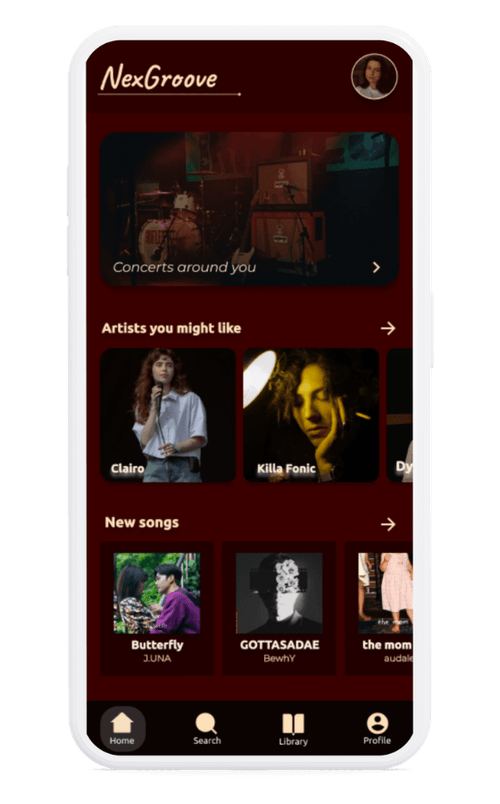 NexGroove
Concerts around you
Artists you might like
Clairo
Killa Fonic
Dy
New songs
Butterfly
J.UNA
GOTTASADAE
BewhY
the mom
audale
Home
Search
Library
Profile